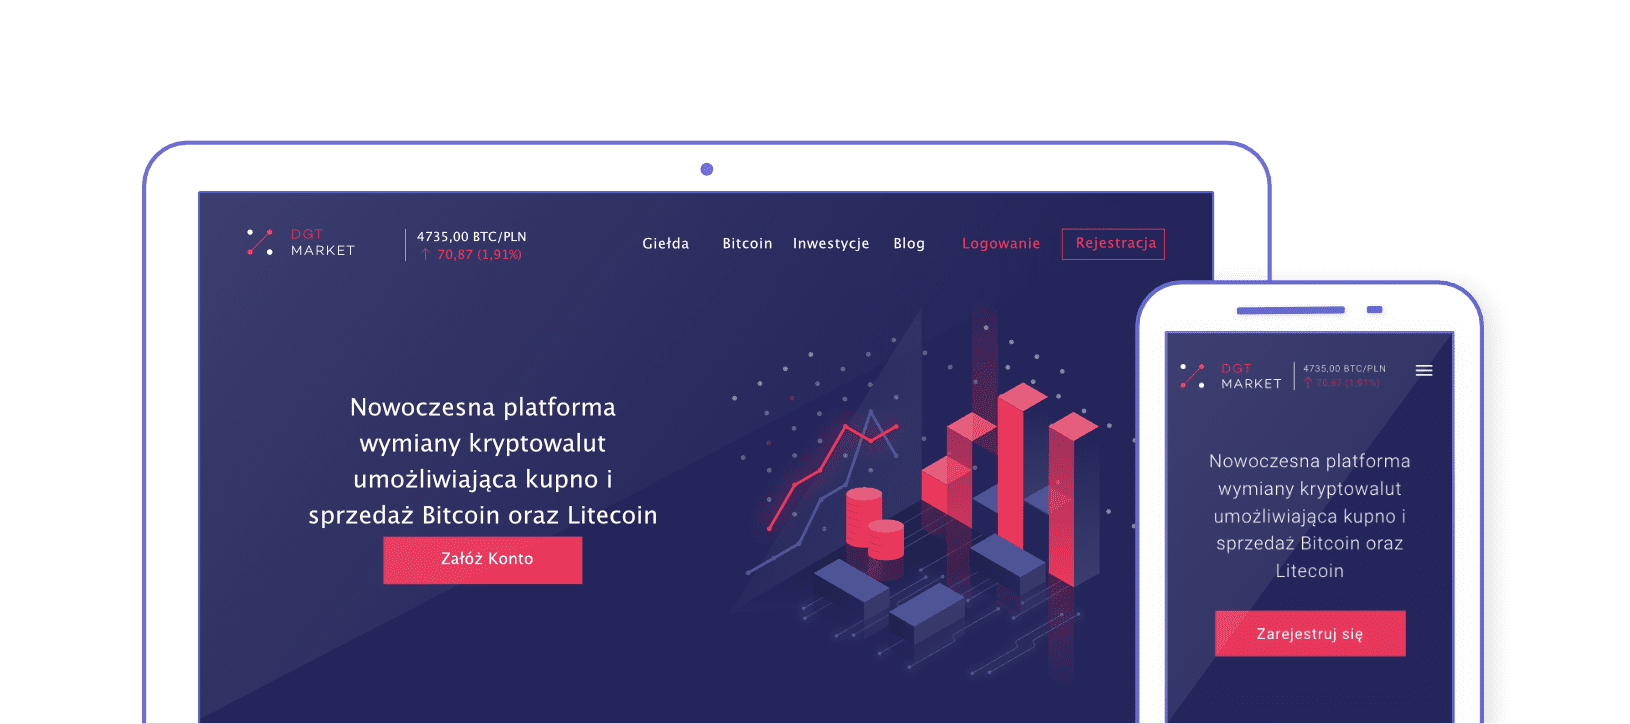 DGT
MARKET
4735,00 BTC/PLN
↑ 70,87 (1,91%)
Giełda Bitcoin Inwestycje Blog Logowanie Rejestracja
Nowoczesna platforma
wymiany kryptowalut
umożliwiająca kupno i
sprzedaż Bitcoin oraz Litecoin
Załóż Konto
DGT
MARKET
4735,00 BTC/PLN
↑ 70,87 (1,91%)
Nowoczesna platforma
wymiany kryptowalut
umożliwiająca kupno i
sprzedaż Bitcoin oraz
Litecoin
Zarejestruj się